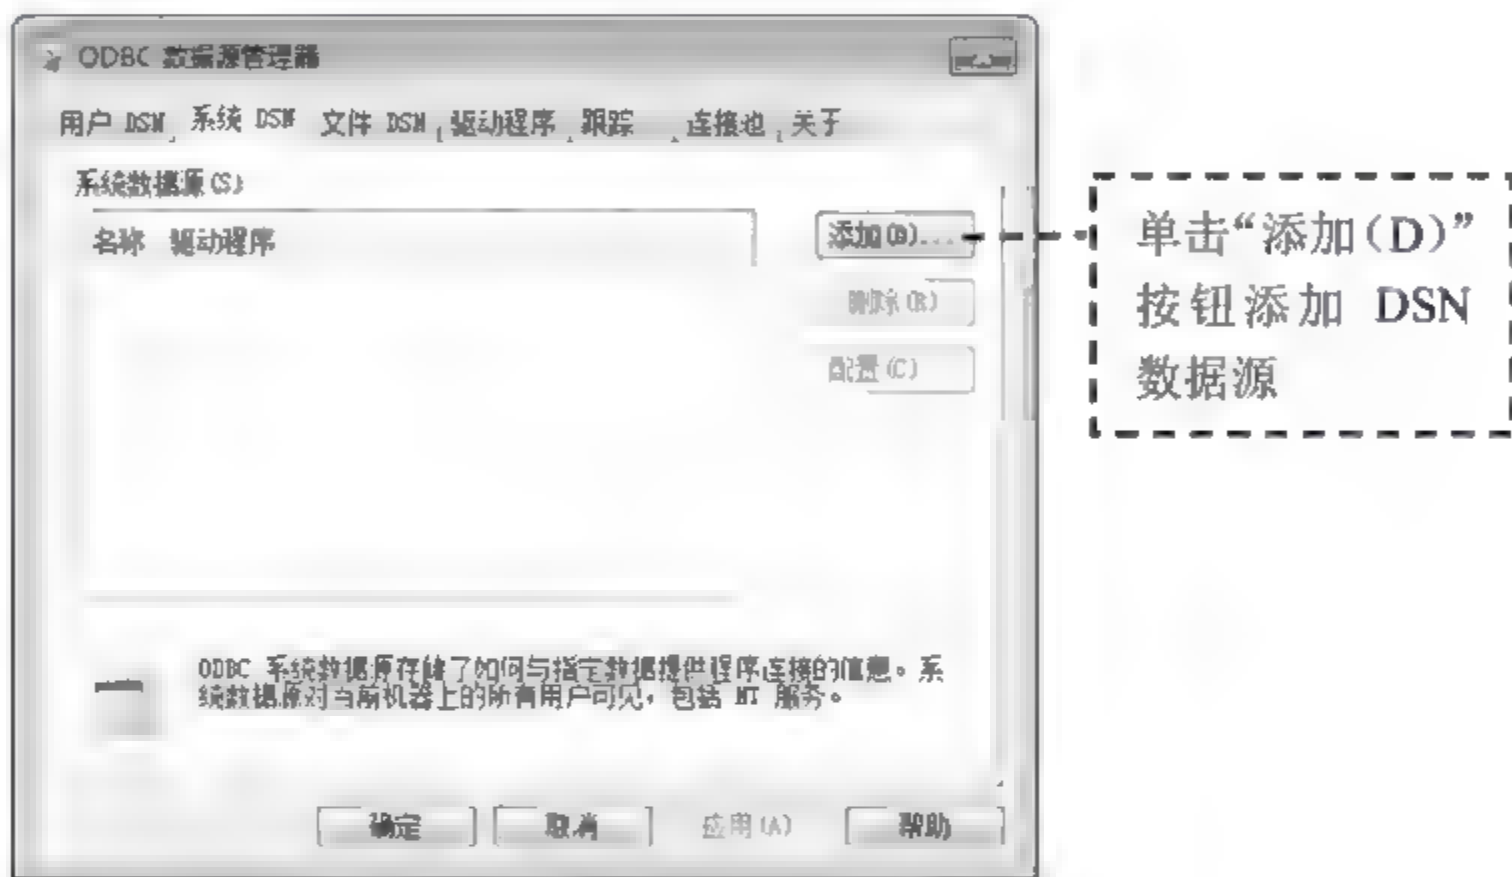 ODBC 数据源管理器
用户 DSN 系统 DSN 文件 DSN 驱动程序 跟踪 连接池 关于
系统数据源(S)
名称 驱动程序
添加(D)...
删除(R)
配置(C)
单击“添加(D)”
按钮添加 DSN
数据源
ODBC 系统数据源存储了如何与指定数据提供程序连接的信息。系
统数据源对当前机器上的所有用户可见，包括 NT 服务。
确定 取消 应用(A) 帮助